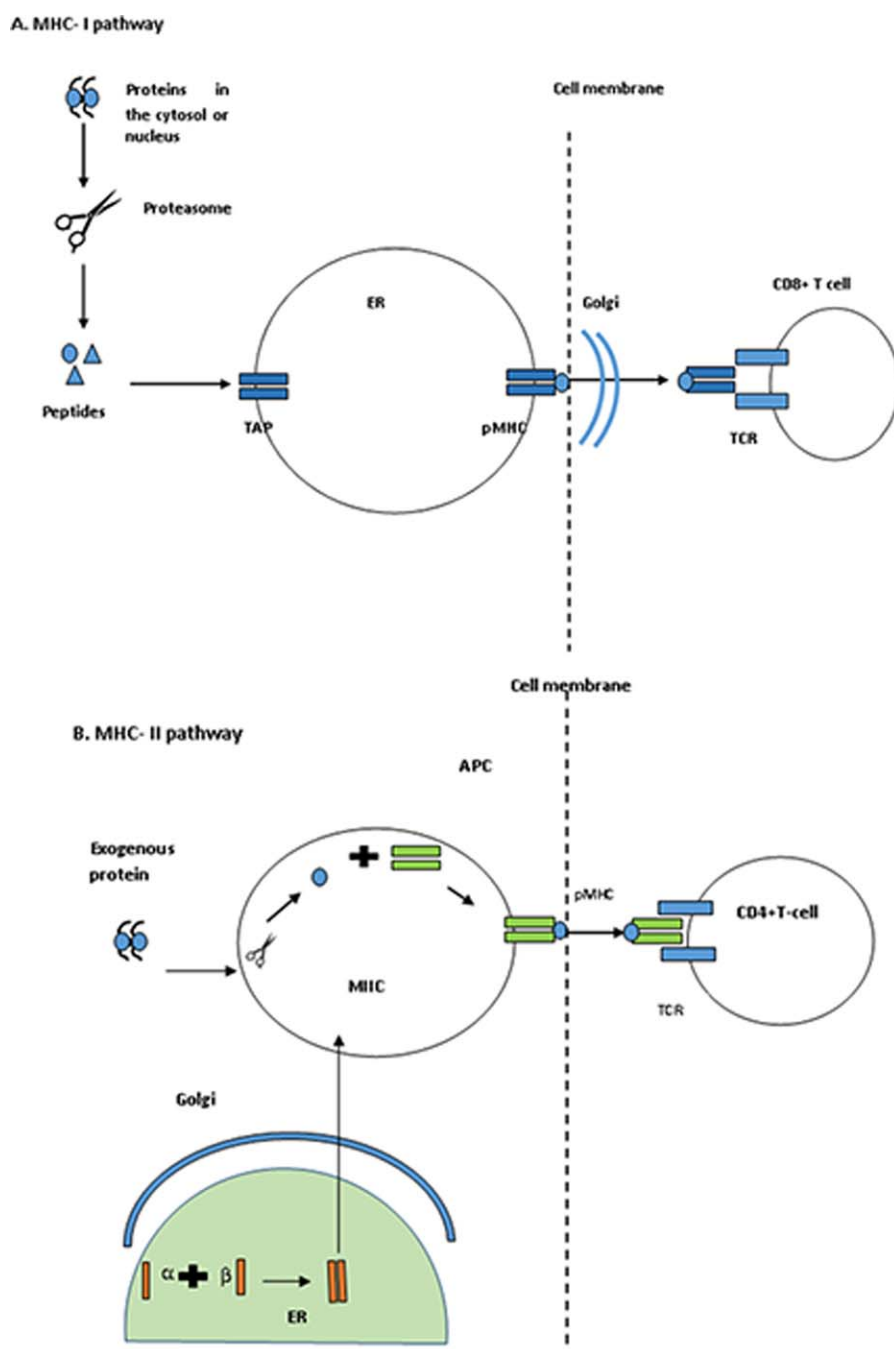 A. MHC- I pathway
Proteins in
the cytosol or
nucleus
Cell membrane
Proteasome
CD8+ T cell
ER
Golgi
Peptides
TAP
pMHC
TCR
Cell membrane
B. MHC- II pathway
APC
Exogenous
protein
pMHC
CD4+T-cell
MIIC
TCR
Golgi
α
β
ER